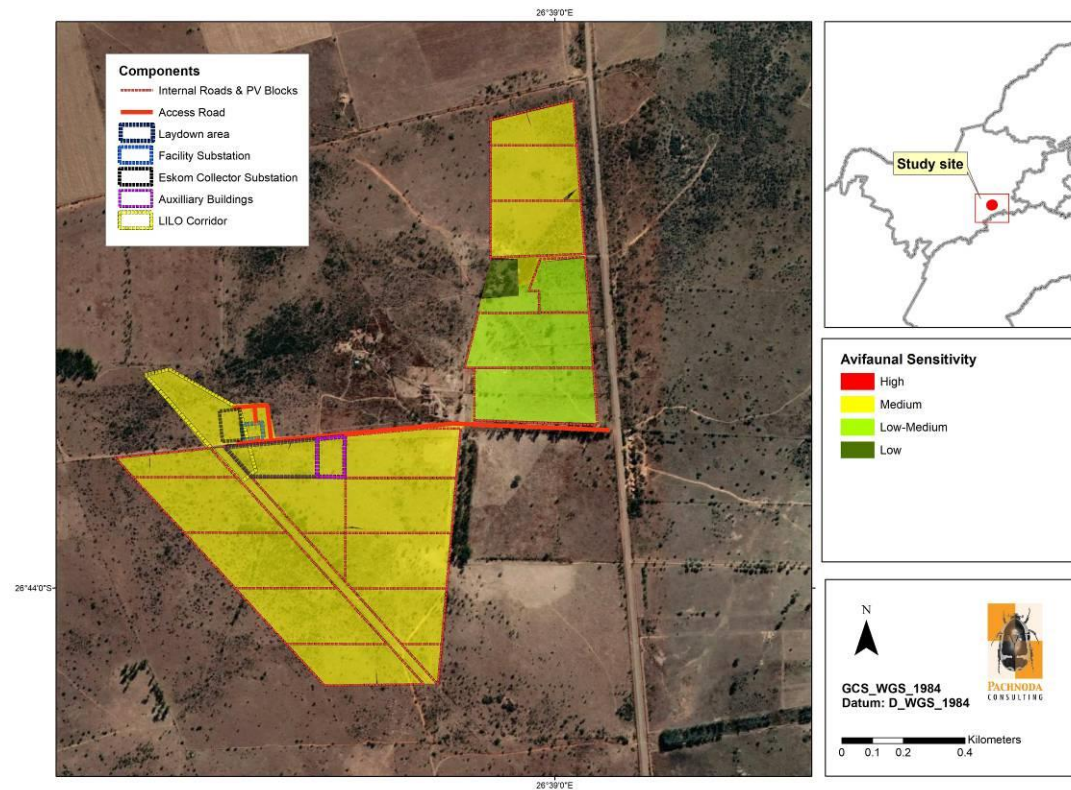 26°39'0"E
Components
Internal Roads & PV Blocks
Access Road
Laydown area
Facility Substation
Eskom Collector Substation
Auxilliary Buildings
LILO Corridor
Study site
Avifaunal Sensitivity
High
Medium
Low-Medium
Low
26°44'0"S
N
PACHNODA
CONSULTING
GCS_WGS_1984
Datum: D_WGS_1984
Kilometers
0 0.1 0.2 0.4
26°39'0"E